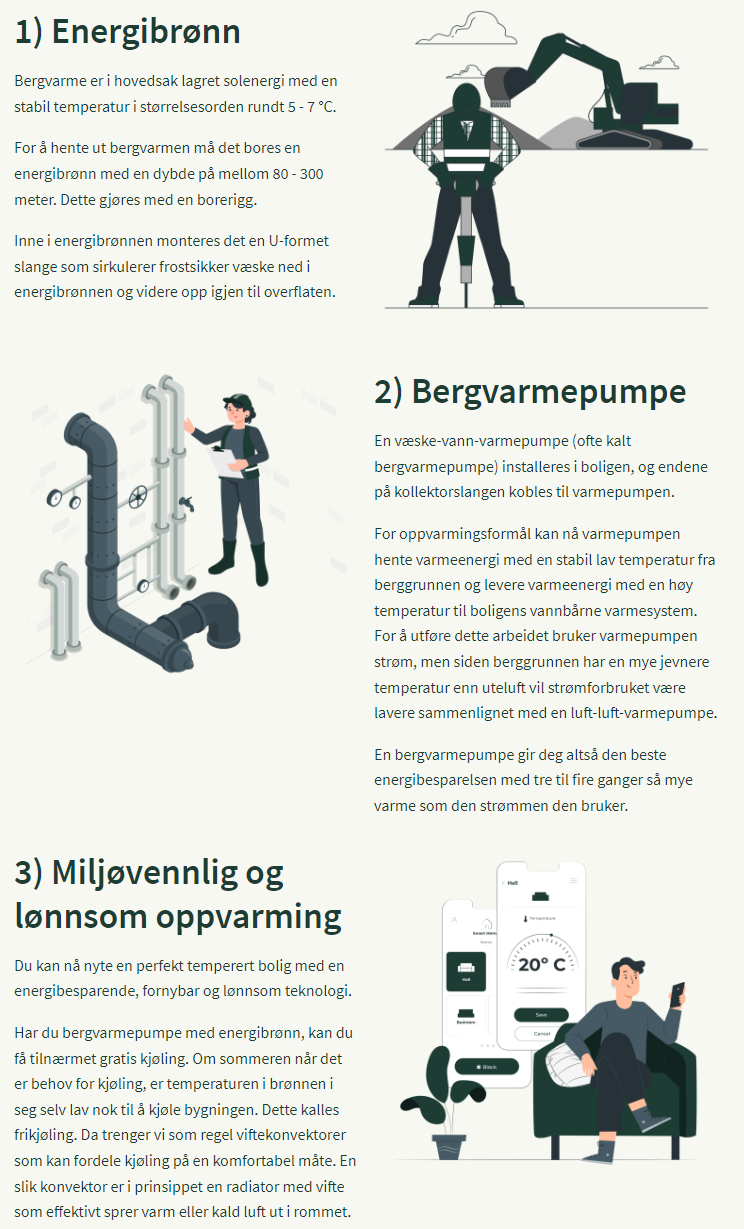 1) Energibrønn
Bergvarme er i hovedsak lagret solenergi med en
stabil temperatur i størrelsesorden rundt 5 - 7 °C.
For å hente ut bergvarmen må det bores en
energibrønn med en dybde på mellom 80 - 300
meter. Dette gjøres med en borerigg.
Inne i energibrønnen monteres det en U-formet
slange som sirkulerer frostsikker væske ned i
energibrønnen og videre opp igjen til overflaten.
2) Bergvarmepumpe
En væske-vann-varmepumpe (ofte kalt
bergvarmepumpe) installeres i boligen, og endene
på kollektorslangen kobles til varmepumpen.
For oppvarmingsformål kan nå varmepumpen
hente varmeenergi med en stabil lav temperatur fra
berggrunnen og levere varmeenergi med en høy
temperatur til boligens vannbårne varmesystem.
For å utføre dette arbeidet bruker varmepumpen
strøm, men siden berggrunnen har en mye jevnere
temperatur enn uteluft vil strømforbruket være
lavere sammenlignet med en luft-luft-varmepumpe.
En bergvarmepumpe gir deg altså den beste
energibesparelsen med tre til fire ganger så mye
varme som den strømmen den bruker.
3) Miljøvennlig og
lønnsom oppvarming
Du kan nå nyte en perfekt temperert bolig med en
energibesparende, fornybar og lønnsom teknologi.
Har du bergvarmepumpe med energibrønn, kan du
få tilnærmet gratis kjøling. Om sommeren når det
er behov for kjøling, er temperaturen i brønnen i
seg selv lav nok til å kjøle bygningen. Dette kalles
frikjøling. Da trenger vi som regel viftekonvektorer
som kan fordele kjøling på en komfortabel måte. En
slik konvektor er i prinsippet en radiator med vifte
som effektivt sprer varm eller kald luft ut i rommet.
Hall
Temperature
20° C
Save
Cancel
Smart Home
Hall
Bedroom
Block